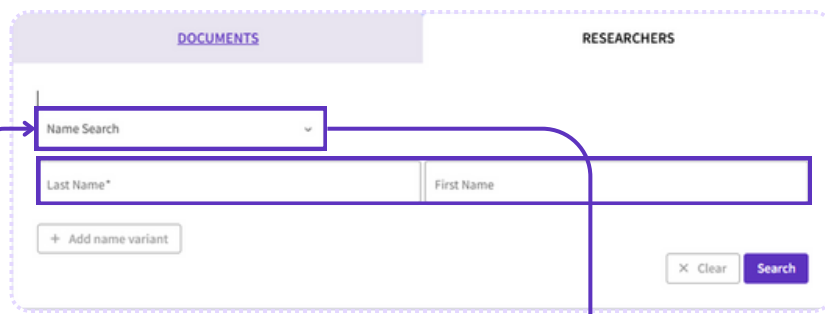 DOCUMENTS
RESEARCHERS
Name Search
Last Name*
First Name
+ Add name variant
× Clear
Search